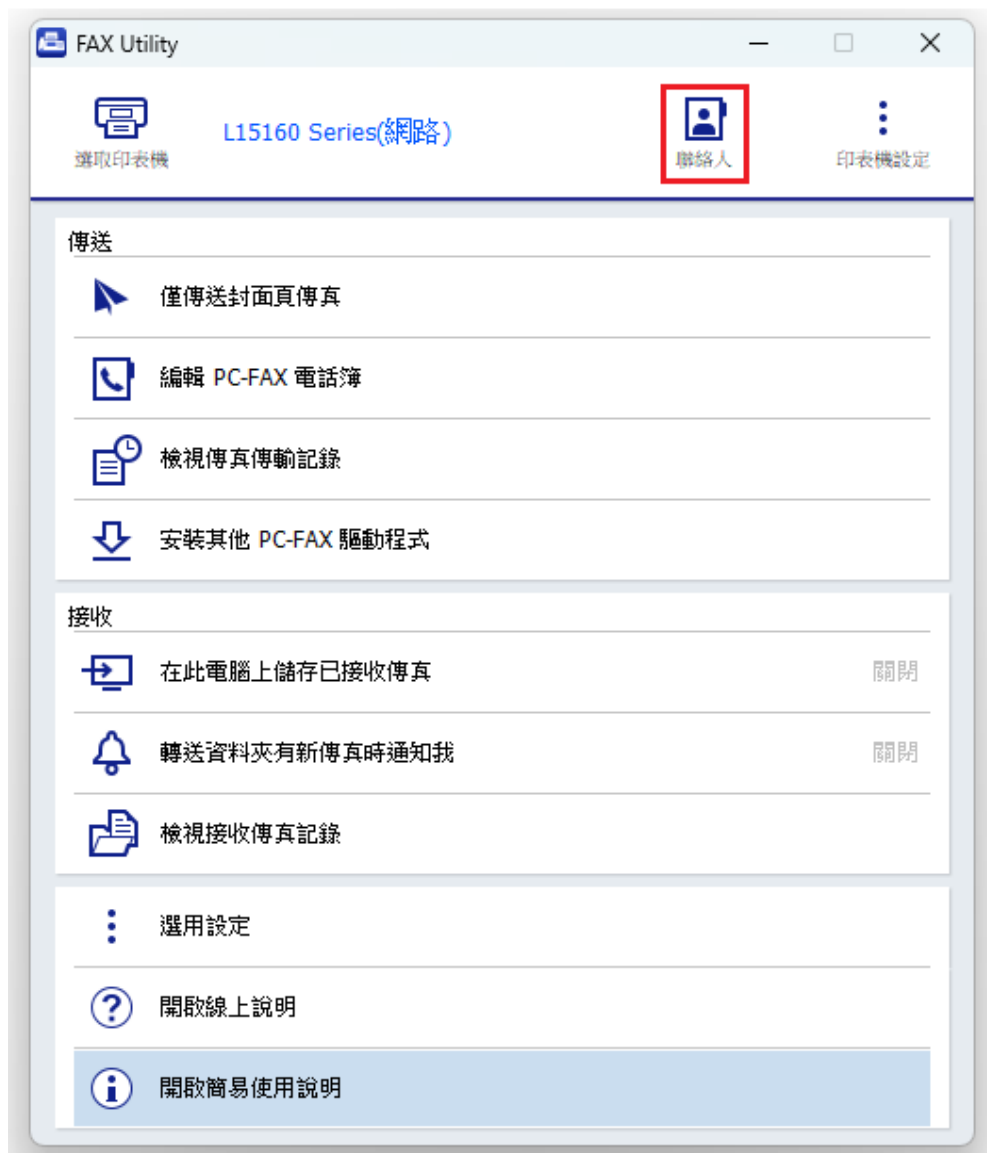 FAX Utility
選取印表機
L15160 Series(網路)
聯絡人
印表機設定
傳送
僅傳送封面頁傳真
編輯 PC-FAX 電話簿
檢視傳真傳輸記錄
安裝其他 PC-FAX 驅動程式
接收
在此電腦上儲存已接收傳真 關閉
轉送資料夾有新傳真時通知我 關閉
檢視接收傳真記錄
選用設定
開啟線上說明
開啟簡易使用說明